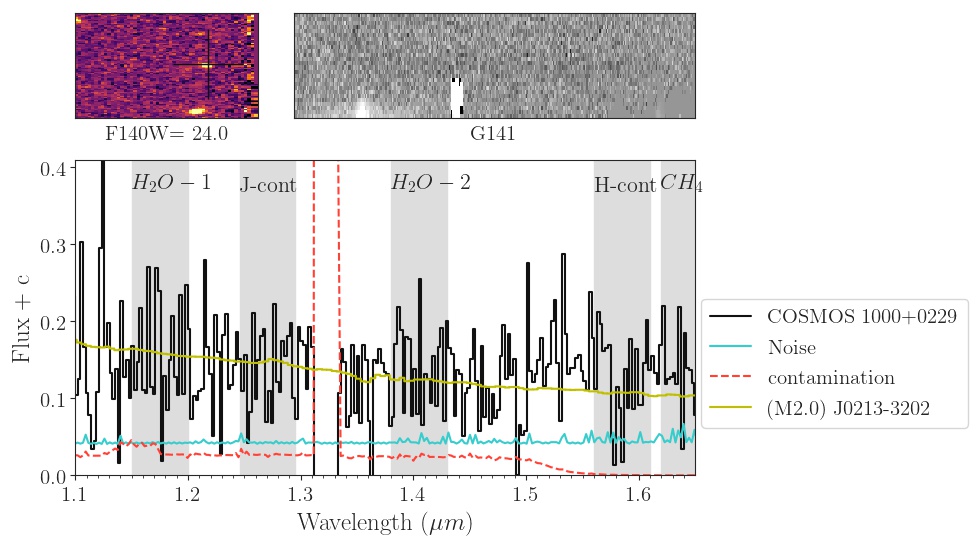 F140W= 24.0
G141
H₂O − 1
J-cont
H₂O − 2
H-cont
CH₄
0.4
0.3
0.2
0.1
0.0
Flux + c
1.1
1.2
1.3
1.4
1.5
1.6
Wavelength (μm)
COSMOS 1000+0229
Noise
contamination
(M2.0) J0213-3202